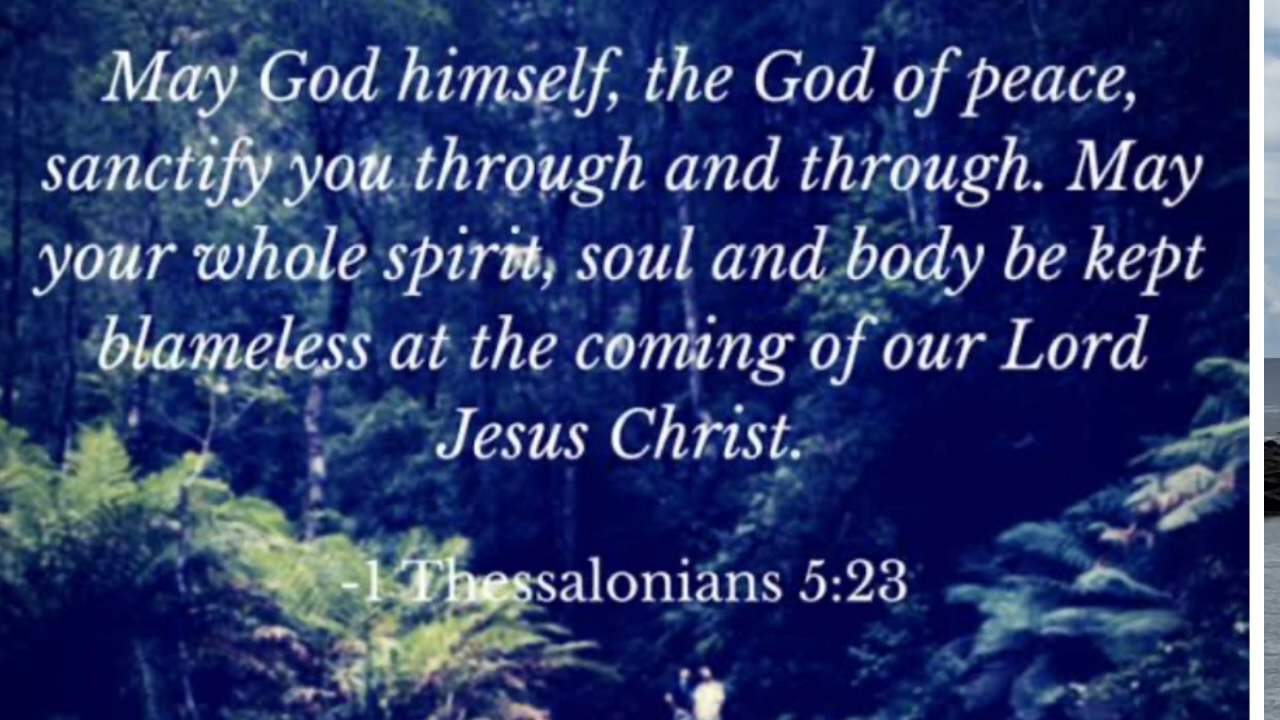 May God himself, the God of peace,
sanctify you through and through. May
your whole spirit, soul and body be kept
blameless at the coming of our Lord
Jesus Christ.
-1 Thessalonians 5:23